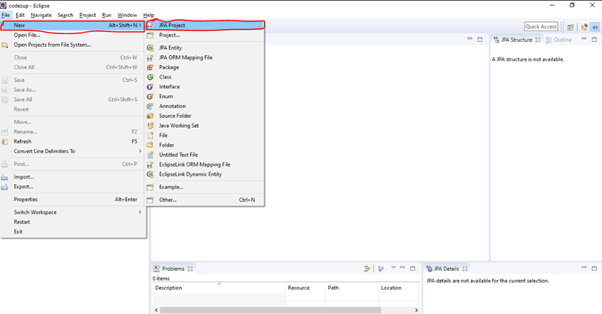 codezup - Eclipse
File Edit Navigate Search Project Run Window Help
New Alt+Shift+N
Open File...
Open Projects from File System...
Close Ctrl+W
Close All Ctrl+Shift+W
Save Ctrl+S
Save As...
Save All Ctrl+Shift+S
Revert
Move...
Rename... F2
Refresh F5
Convert Line Delimiters To
Print... Ctrl+P
Import...
Export...
Properties Alt+Enter
Switch Workspace
Restart
Exit
JPA Project
Project...
JPA Entity
JPA ORM Mapping File
Package
Class
Interface
Enum
Annotation
Source Folder
Java Working Set
File
Folder
Untitled Text File
EclipseLink ORM Mapping File
EclipseLink Dynamic Entity
Example...
Other... Ctrl+N
Quick Access
JPA Structure Outline
A JPA structure is not available.
Problems
0 items
Description Resource Path Location
JPA Details
JPA details are not available for the current selection.